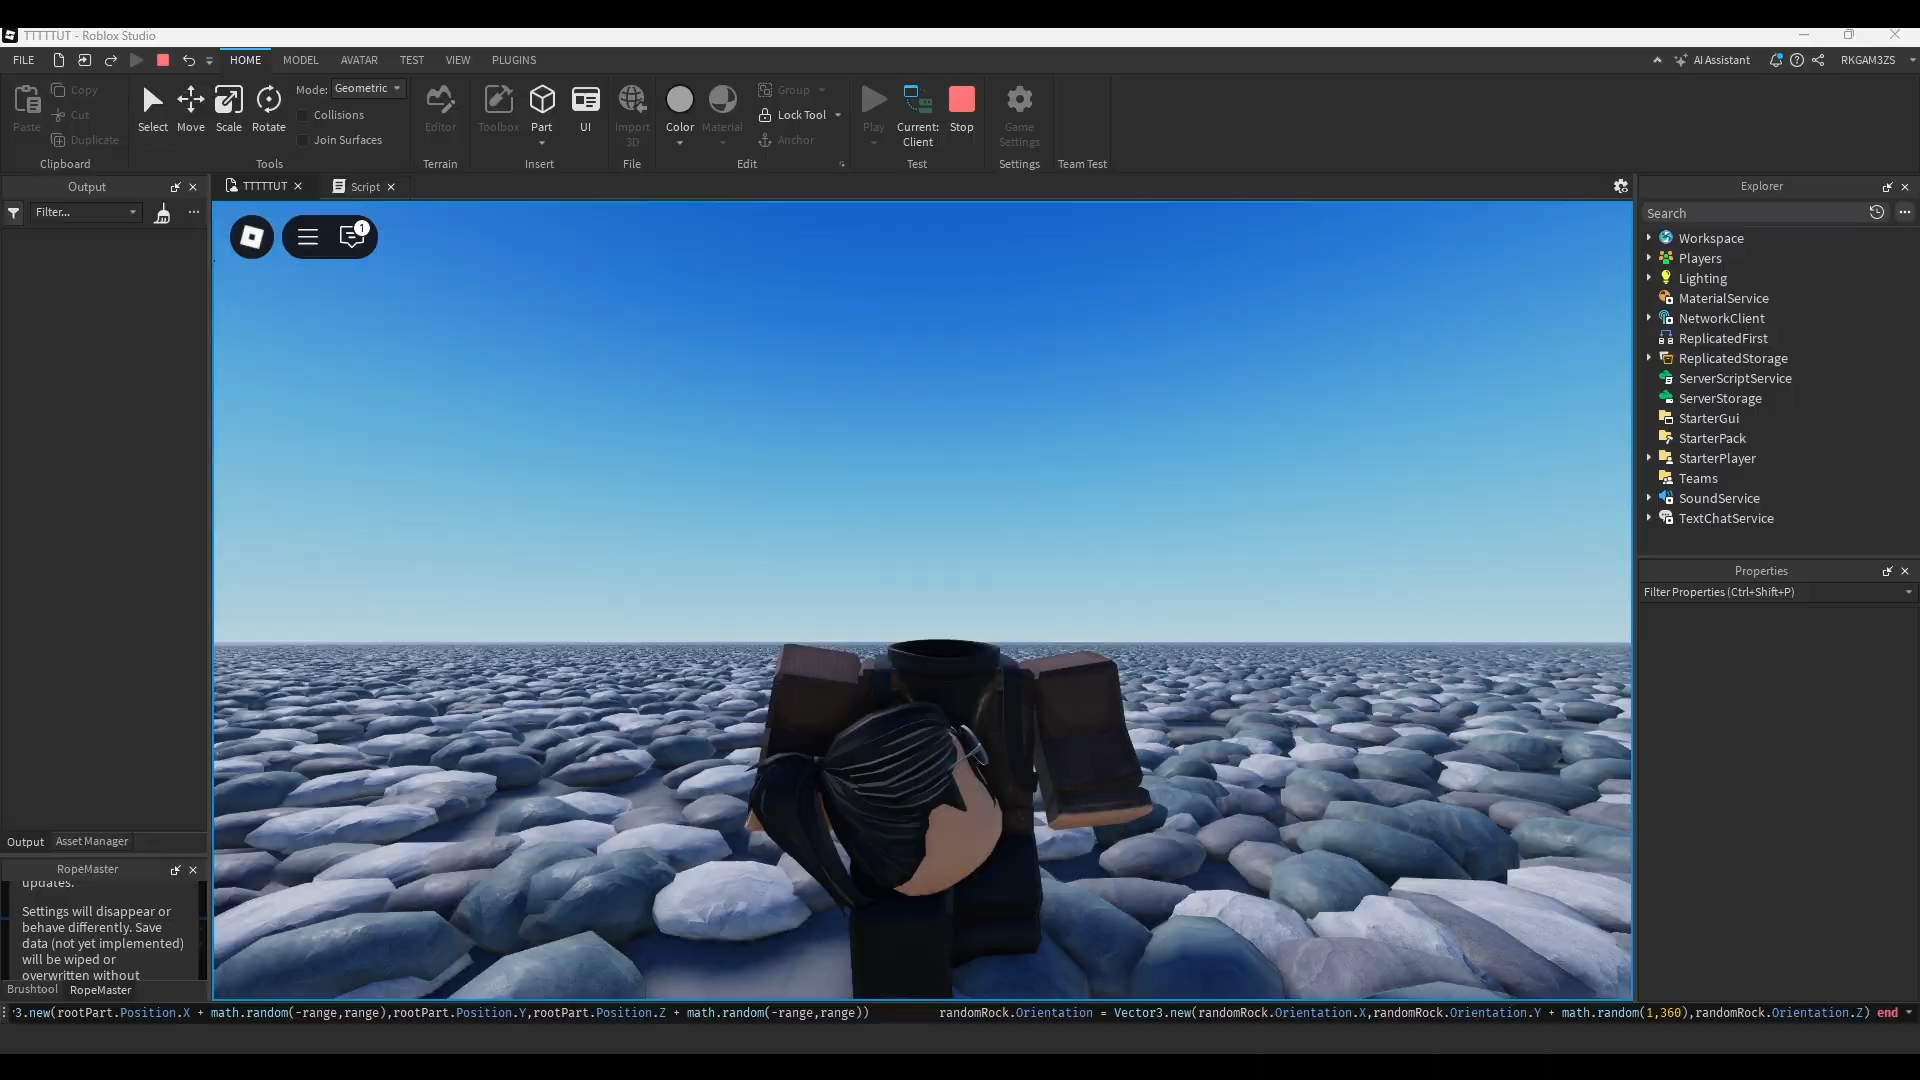 TTTTTUT - Roblox Studio
FILE HOME MODEL AVATAR TEST VIEW PLUGINS AI Assistant RKGAM3ZS
Paste
Copy
Cut
Duplicate
Clipboard
Select Move Scale Rotate
Mode: Geometric
Collisions
Join Surfaces
Tools
Editor
Terrain
Toolbox Part UI
Insert
Import
3D
File
Color Material
Group
Lock Tool
Anchor
Edit
Play
Current:
Client
Stop
Test
Game
Settings
Settings
Team Test
Output
Filter...
TTTTTUT
Script
1
Explorer
Search
Workspace
Players
Lighting
MaterialService
NetworkClient
ReplicatedFirst
ReplicatedStorage
ServerScriptService
ServerStorage
StarterGui
StarterPack
StarterPlayer
Teams
SoundService
TextChatService
Properties
Filter Properties (Ctrl+Shift+P)
Output Asset Manager
RopeMaster
updates.
Settings will disappear or
behave differently. Save
data (not yet implemented)
will be wiped or
overwritten without
Brushtool RopeMaster
3.new(rootPart.Position.X + math.random(-range,range),rootPart.Position.Y,rootPart.Position.Z + math.random(-range,range)) randomRock.Orientation = Vector3.new(randomRock.Orientation.X,randomRock.Orientation.Y + math.random(1,360),randomRock.Orientation.Z) end